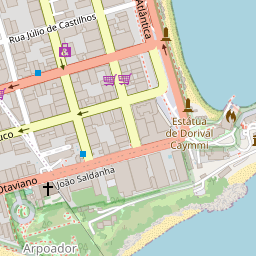 Rua Júlio de Castilhos
Atlântica
uco
Estátua
de Dorival
Caymmi
Otaviano
João Saldanha
Arpoador